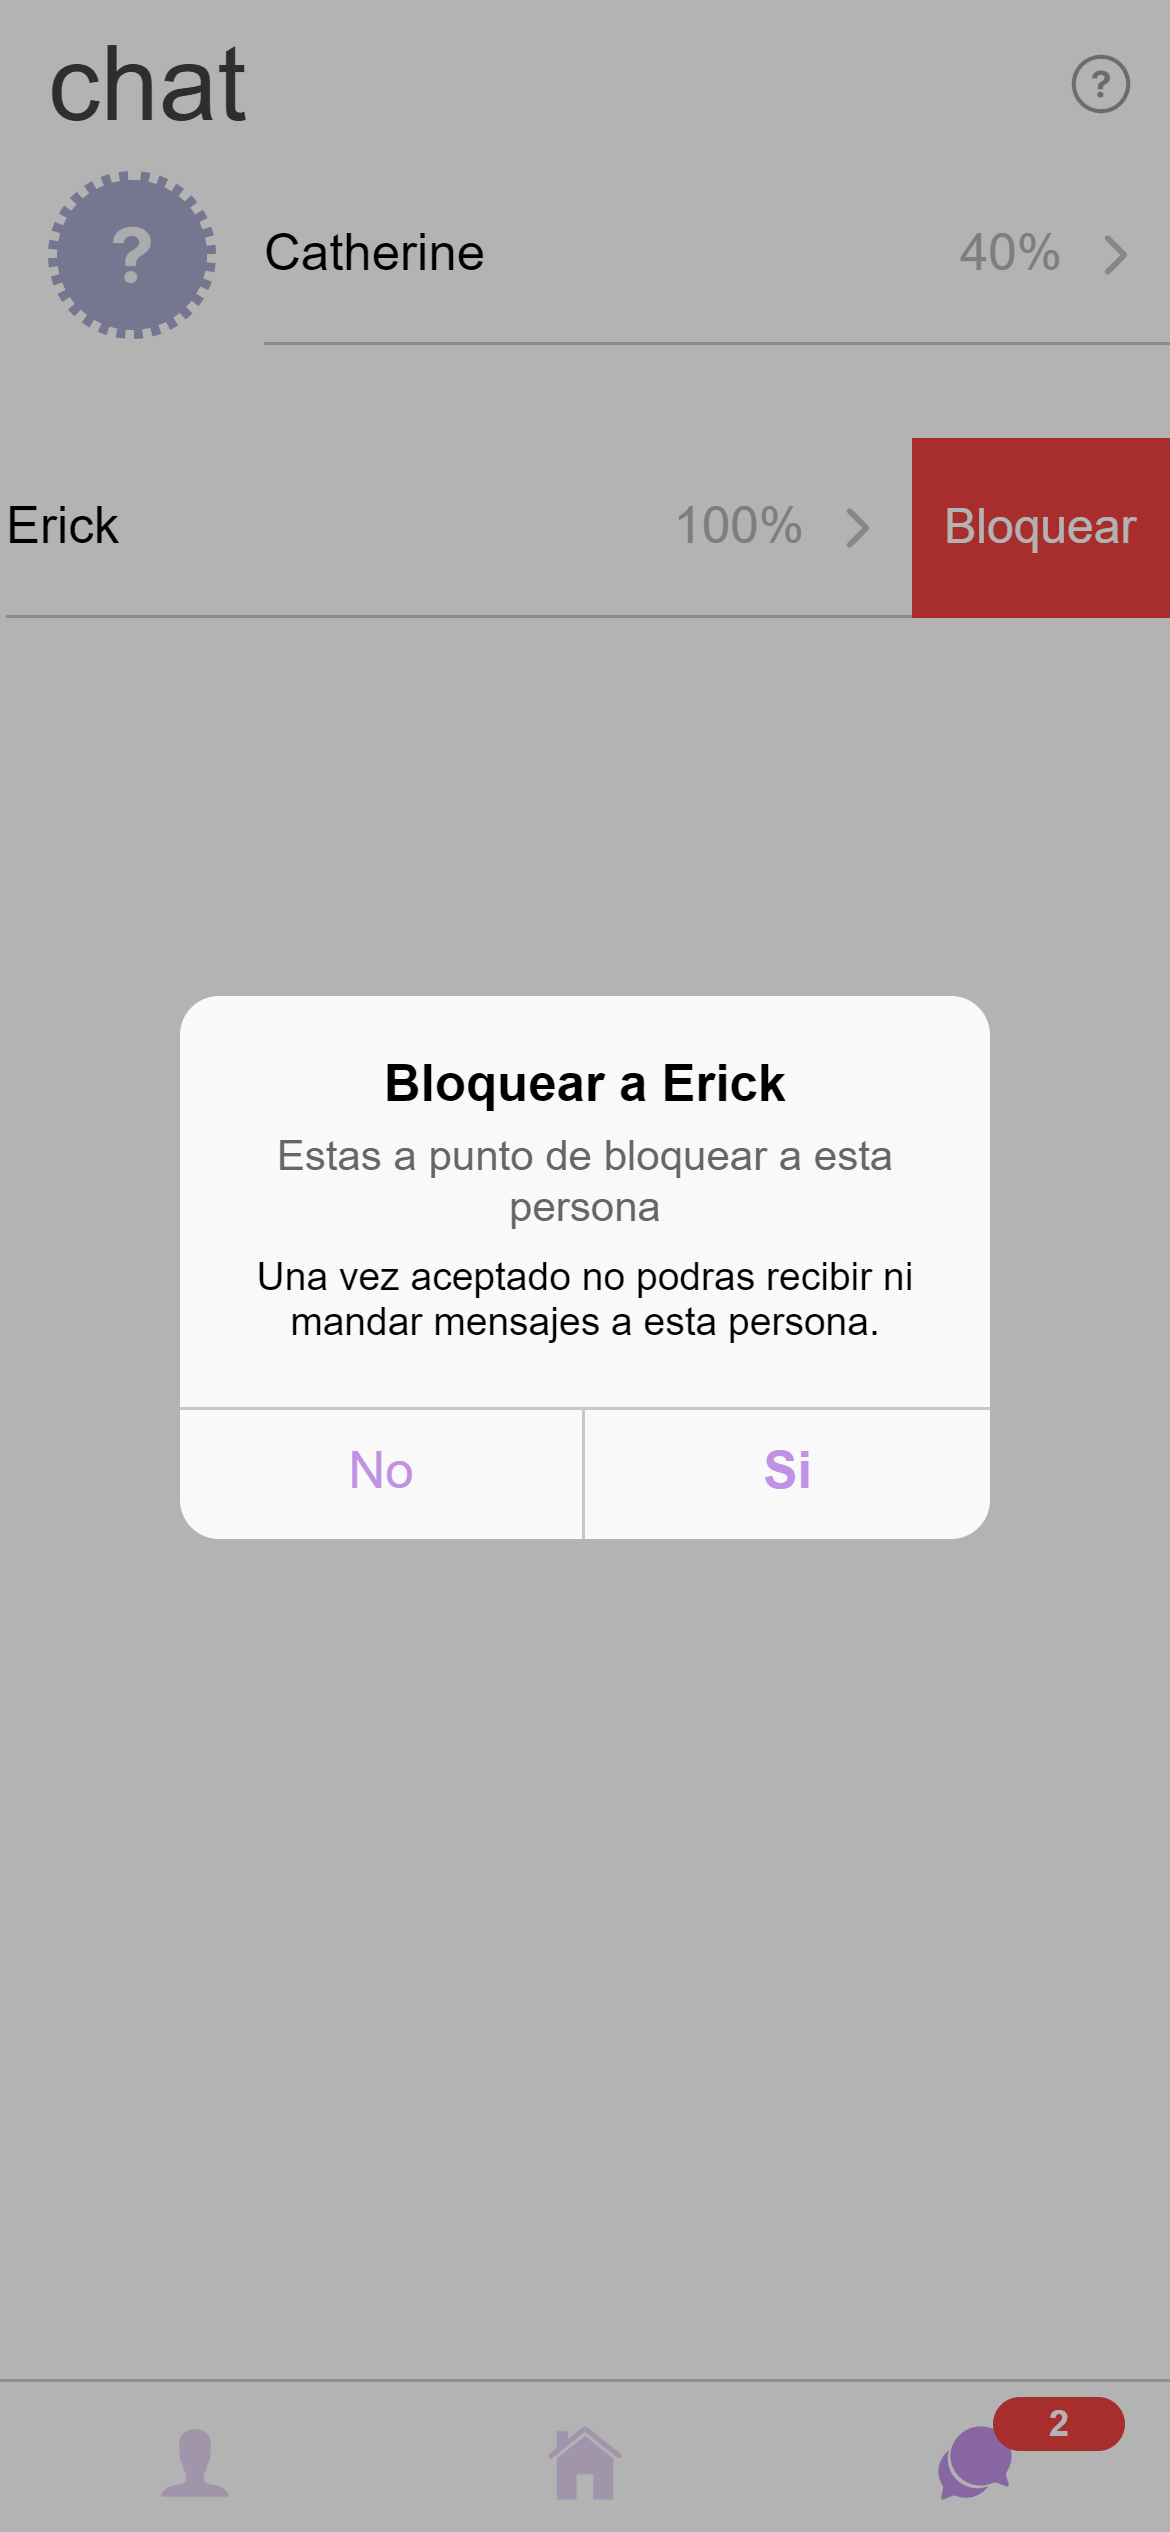 chat
?
?
Catherine 40%
Erick 100% Bloquear
Bloquear a Erick
Estas a punto de bloquear a esta
persona
Una vez aceptado no podras recibir ni
mandar mensajes a esta persona.
No Si
2